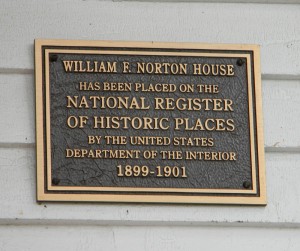 WILLIAM F. NORTON HOUSE
HAS BEEN PLACED ON THE
NATIONAL REGISTER
OF HISTORIC PLACES
BY THE UNITED STATES
DEPARTMENT OF THE INTERIOR
1899-1901